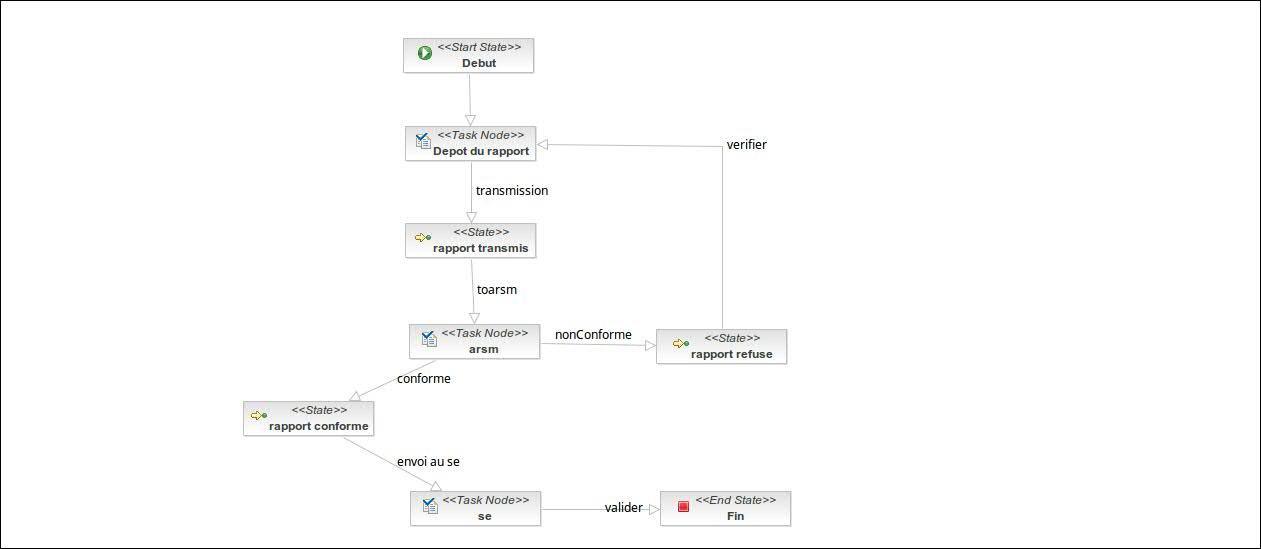 <<Start State>>
Debut
<<Task Node>>
Depot du rapport
verifier
transmission
<<State>>
rapport transmis
toarsm
<<Task Node>>
arsm
nonConforme
<<State>>
rapport refuse
conforme
<<State>>
rapport conforme
envoi au se
<<Task Node>>
se
valider
<<End State>>
Fin